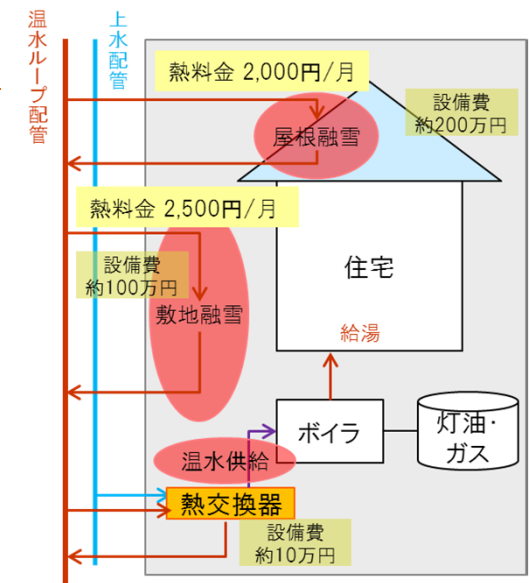 温水ループ配管
上水配管
熱料金 2,000円/月
設備費
約200万円
屋根融雪
熱料金 2,500円/月
設備費
約100万円
敷地融雪
住宅
給湯
ボイラ
灯油・
ガス
温水供給
熱交換器
設備費
約10万円